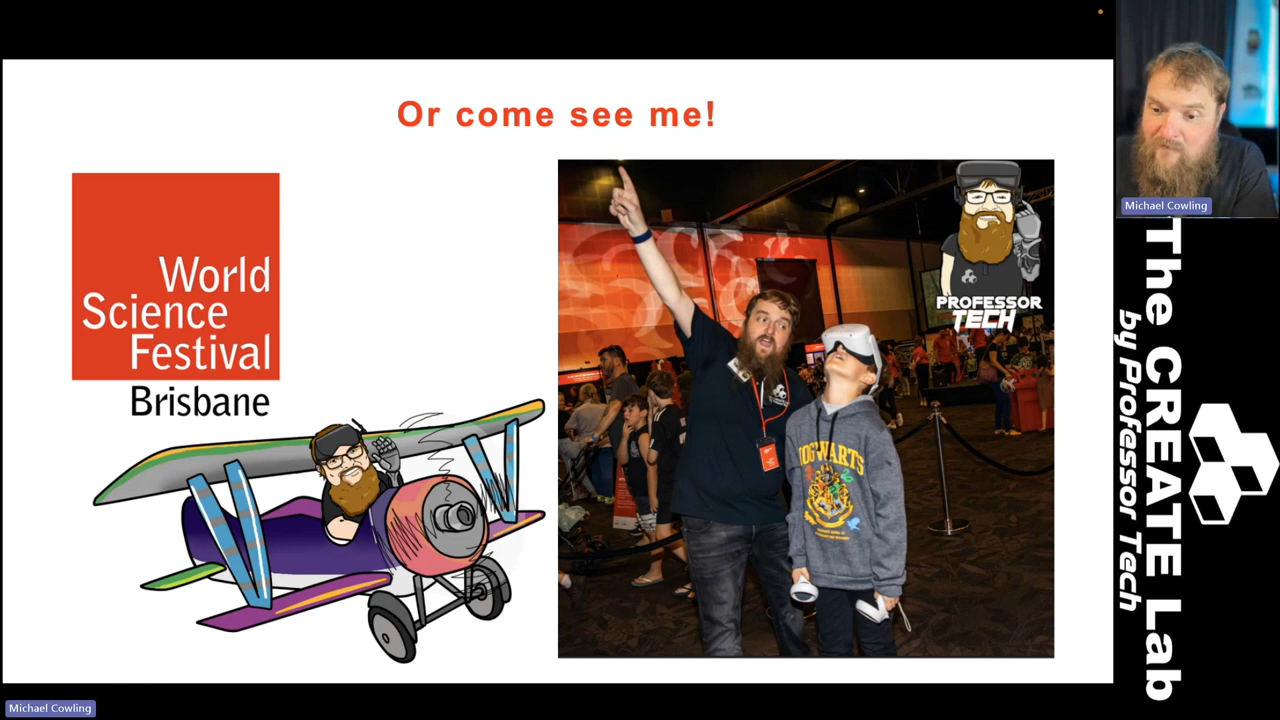 Or come see me!
World
Science
Festival
Brisbane
PROFESSOR
TECH
HOGWARTS
Michael Cowling
The CREATE Lab
by Professor Tech
Michael Cowling